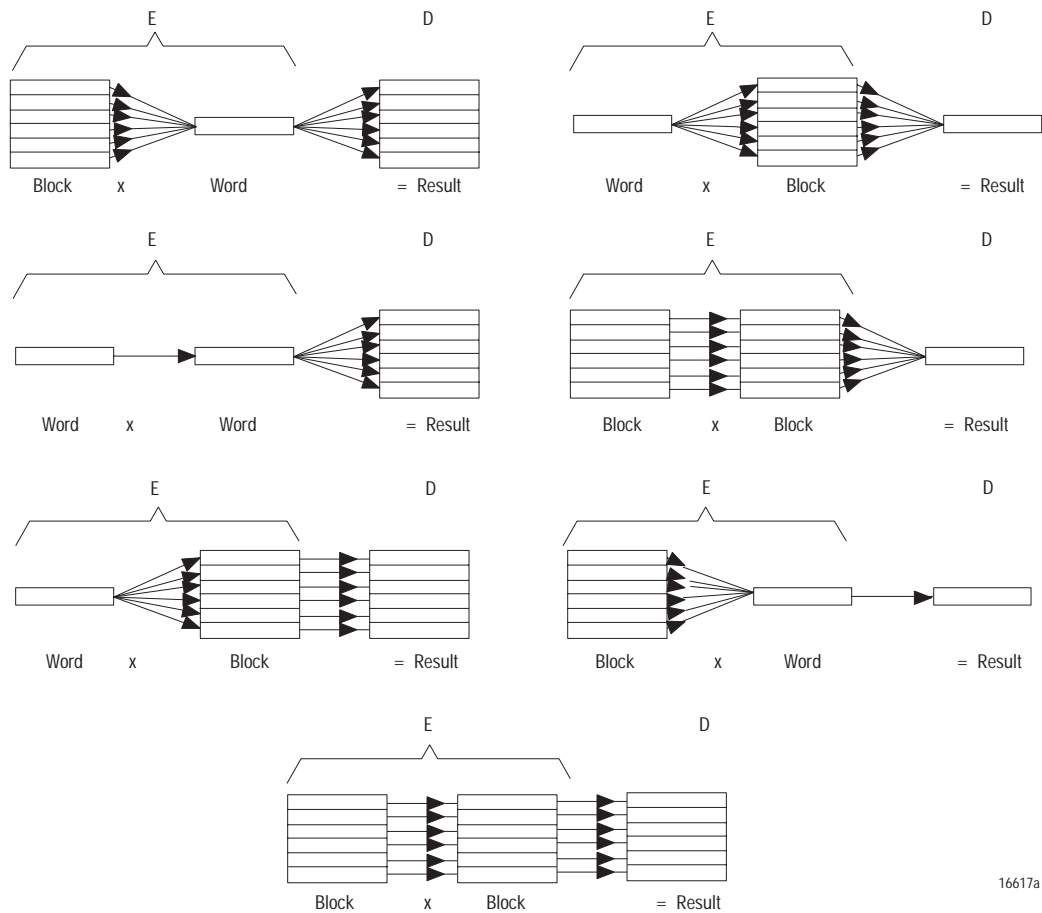 E D
Block x Word = Result
E D
Word x Block = Result
E D
Word x Word = Result
E D
Block x Block = Result
E D
Word x Block = Result
E D
Block x Word = Result
E D
Block x Block = Result
16617a